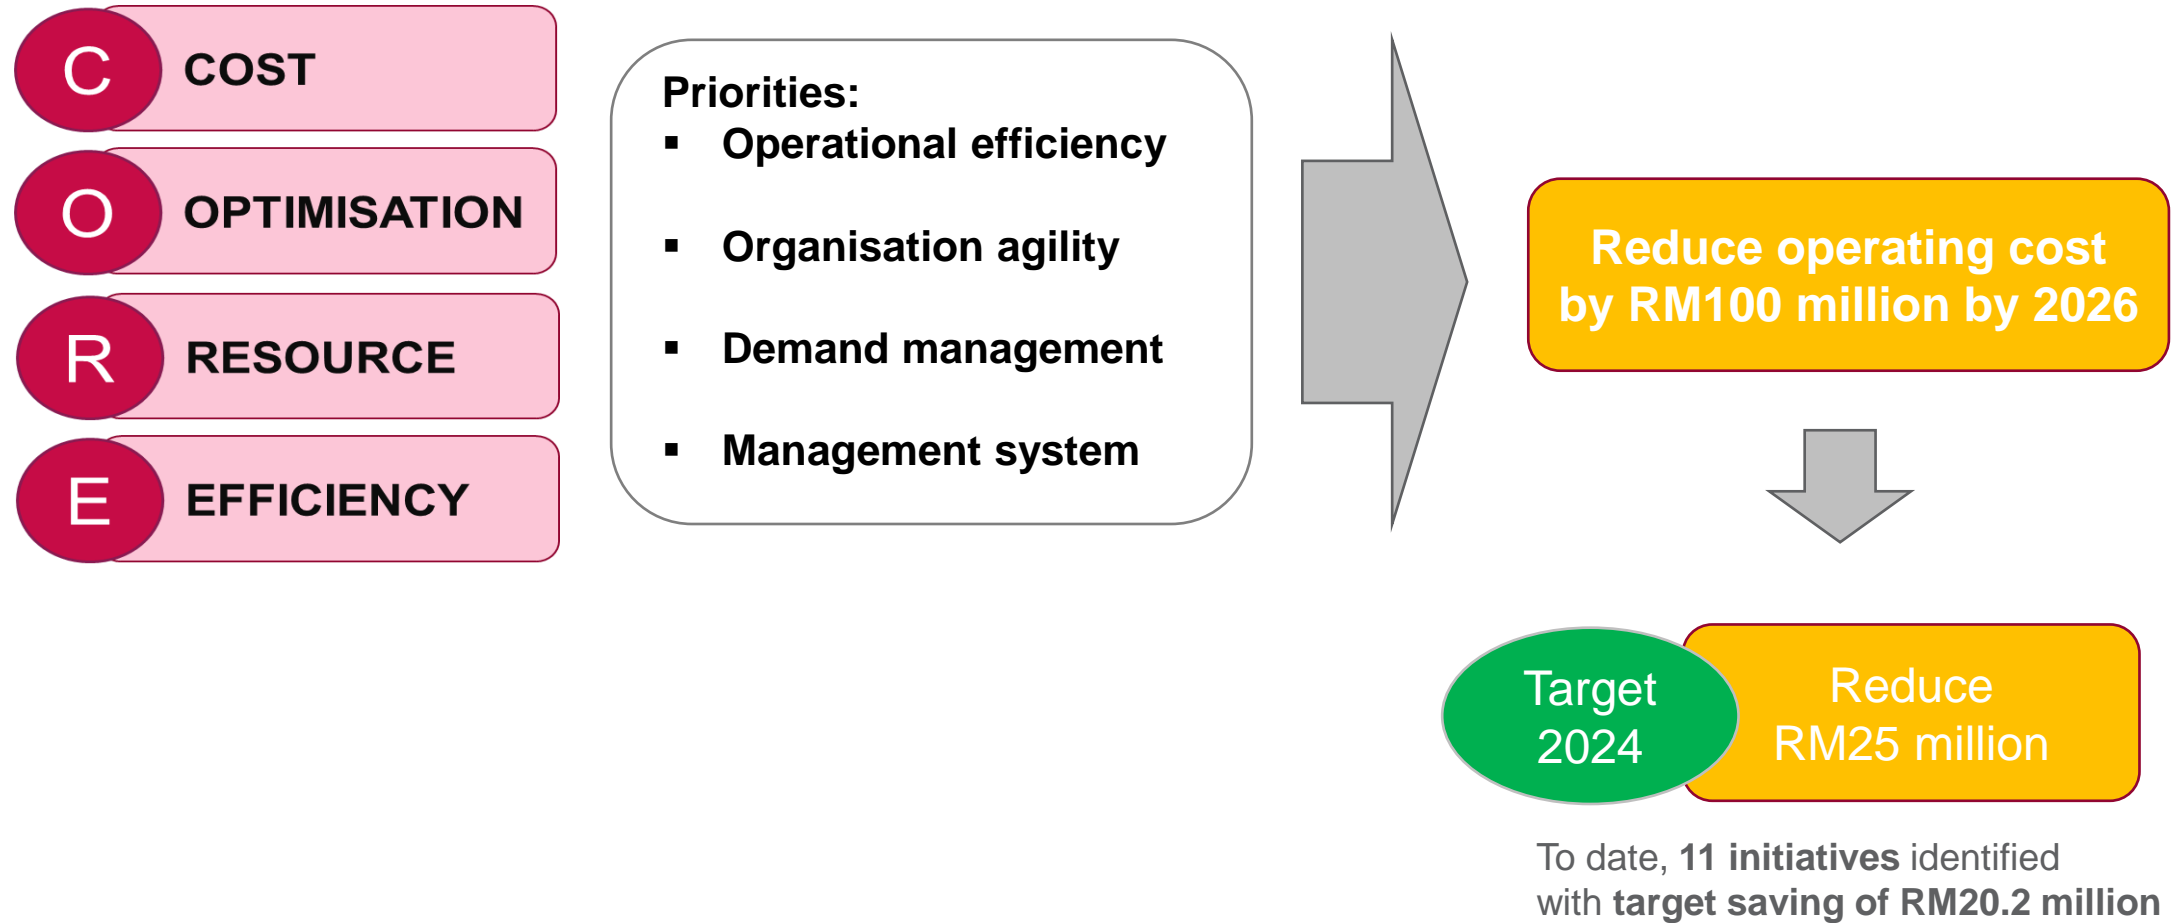 C COST
O OPTIMISATION
R RESOURCE
E EFFICIENCY
Priorities:
▪ Operational efficiency
▪ Organisation agility
▪ Demand management
▪ Management system
Reduce operating cost
by RM100 million by 2026
Target
2024
Reduce
RM25 million
To date, 11 initiatives identified
with target saving of RM20.2 million